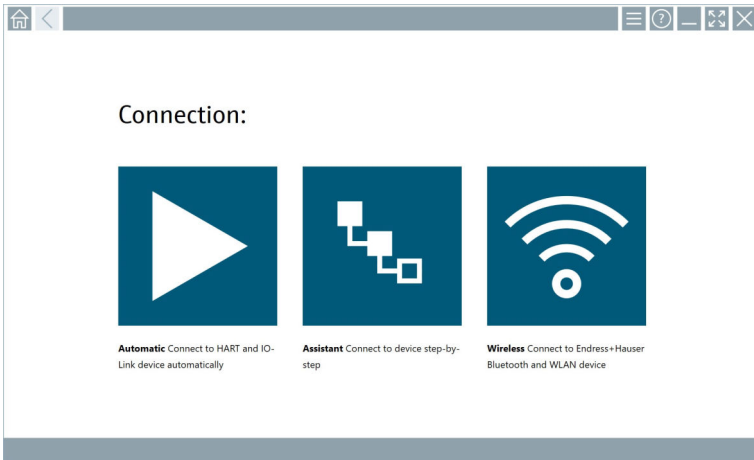 Connection:
Automatic Connect to HART and IO-
Link device automatically
Assistant Connect to device step-by-
step
Wireless Connect to Endress+Hauser
Bluetooth and WLAN device